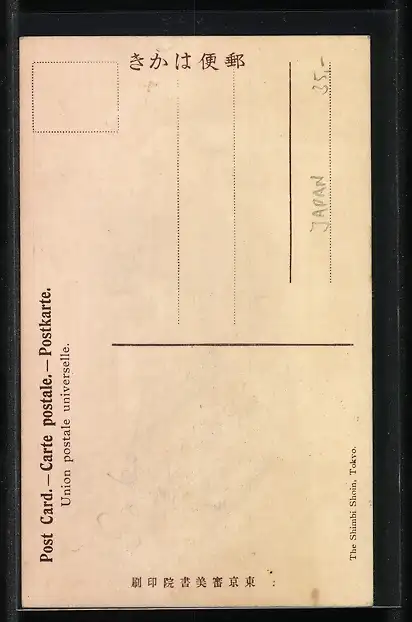 郵便はかき
Post Card.—Carte postale.—Postkarte.
Union postale universelle.
JAPAN 35,-
The Shimbi Shoin, Tokyo.
東京審美書院印刷